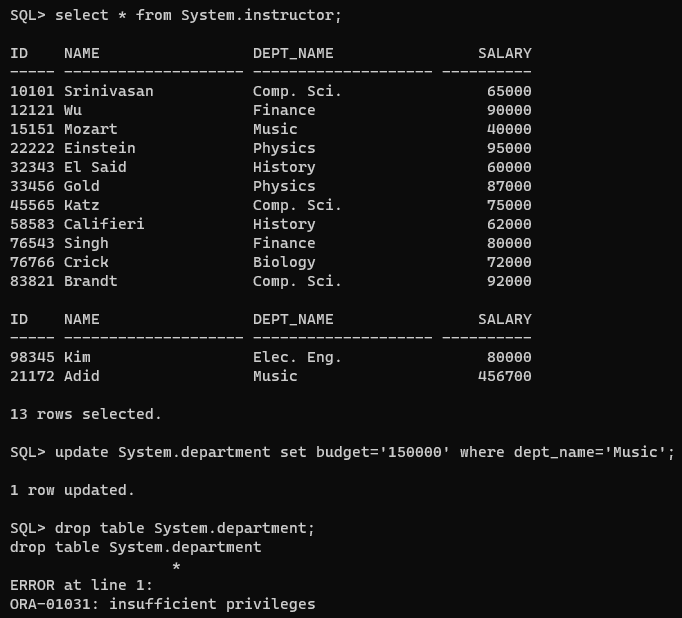 SQL> select * from System.instructor;
ID    NAME                 DEPT_NAME                SALARY
----- -------------------- -------------------- ----------
10101 Srinivasan           Comp. Sci.                65000
12121 Wu                   Finance                   90000
15151 Mozart               Music                     40000
22222 Einstein             Physics                   95000
32343 El Said              History                   60000
33456 Gold                 Physics                   87000
45565 Katz                 Comp. Sci.                75000
58583 Califieri            History                   62000
76543 Singh                Finance                   80000
76766 Crick                Biology                   72000
83821 Brandt               Comp. Sci.                92000
ID    NAME                 DEPT_NAME                SALARY
----- -------------------- -------------------- ----------
98345 Kim                  Elec. Eng.                80000
21172 Adid                 Music                    456700
13 rows selected.
SQL> update System.department set budget='150000' where dept_name='Music';
1 row updated.
SQL> drop table System.department;
drop table System.department
                  *
ERROR at line 1:
ORA-01031: insufficient privileges